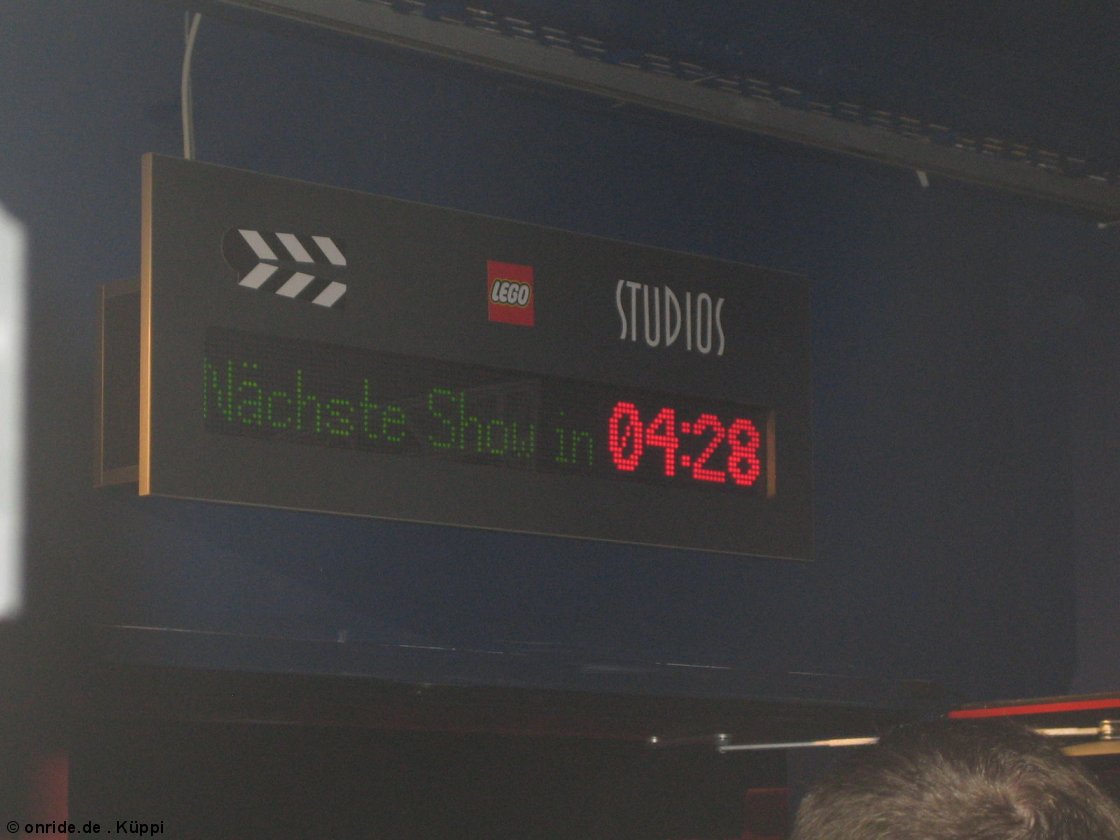 LEGO STUDIOS
Nächste Show in 04:28
© onride.de . Küppi